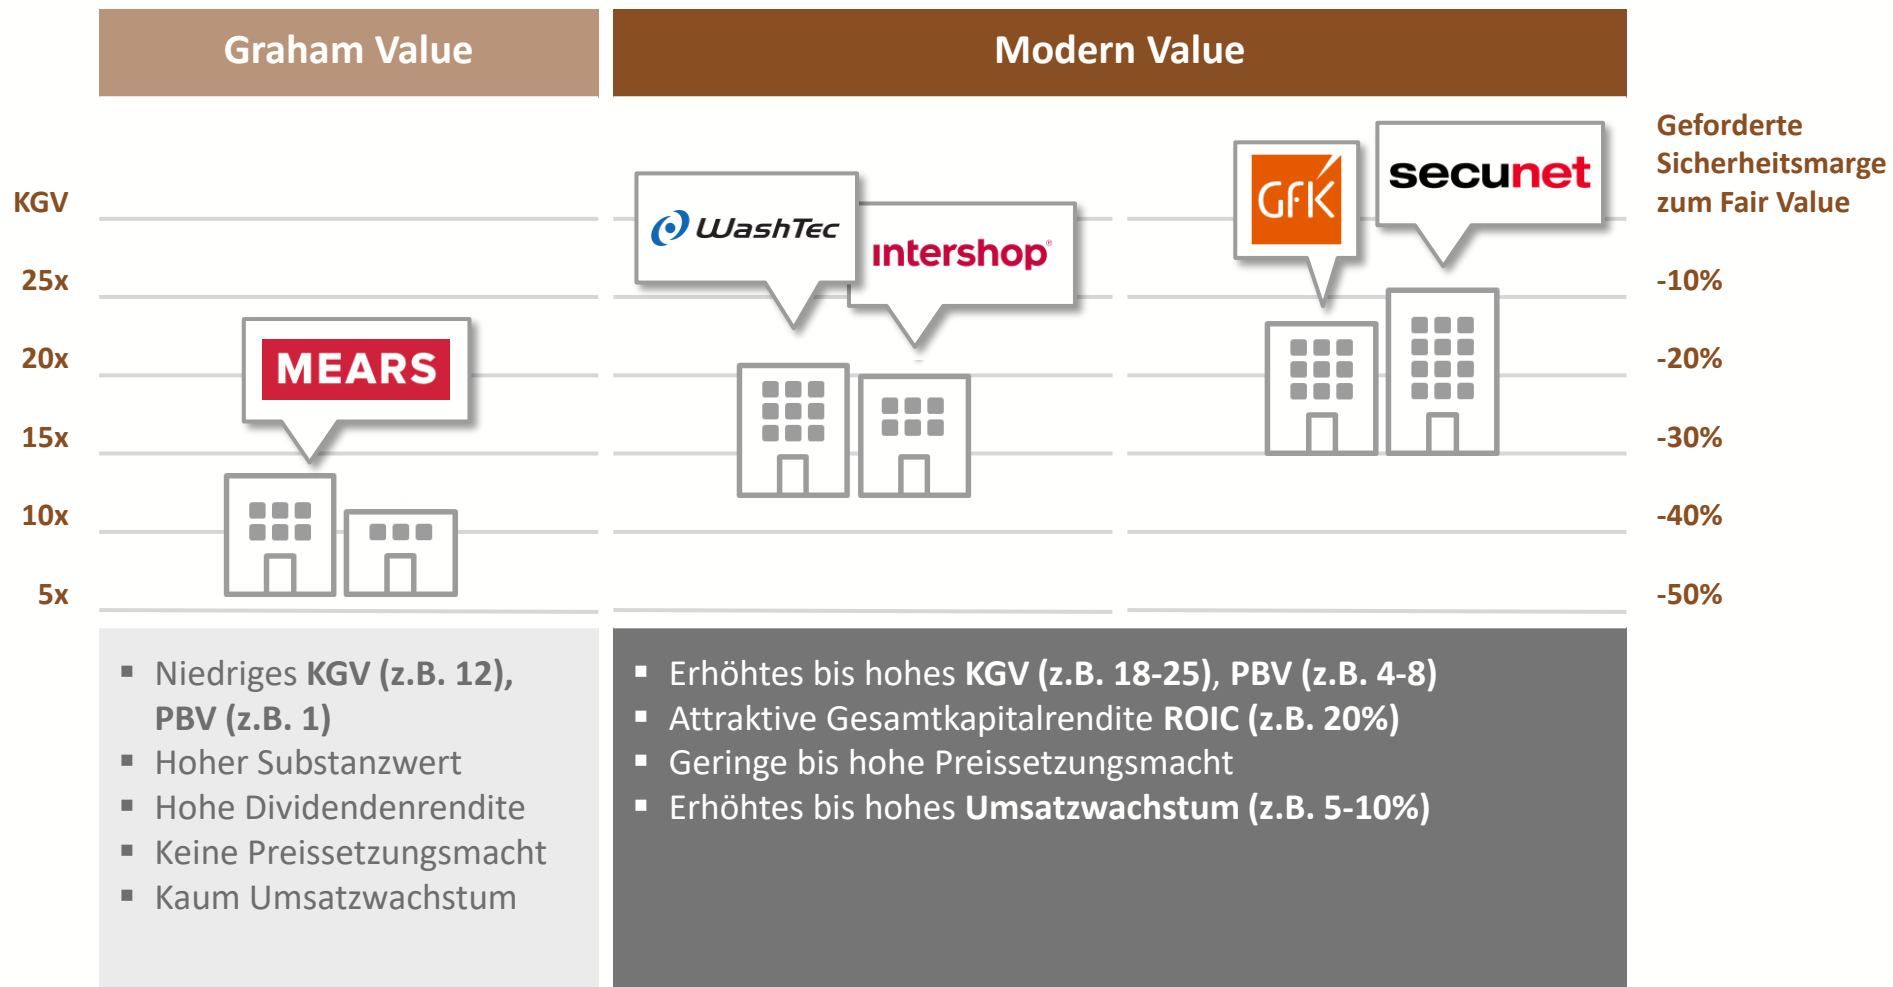 Graham Value
Modern Value
Geforderte
Sicherheitsmarge
zum Fair Value
KGV
25x
20x
15x
10x
5x
-10%
-20%
-30%
-40%
-50%
MEARS
WashTec
intershop®
GfK
secunet
▪ Niedriges KGV (z.B. 12),
PBV (z.B. 1)
▪ Hoher Substanzwert
▪ Hohe Dividendenrendite
▪ Keine Preissetzungsmacht
▪ Kaum Umsatzwachstum
▪ Erhöhtes bis hohes KGV (z.B. 18-25), PBV (z.B. 4-8)
▪ Attraktive Gesamtkapitalrendite ROIC (z.B. 20%)
▪ Geringe bis hohe Preissetzungsmacht
▪ Erhöhtes bis hohes Umsatzwachstum (z.B. 5-10%)